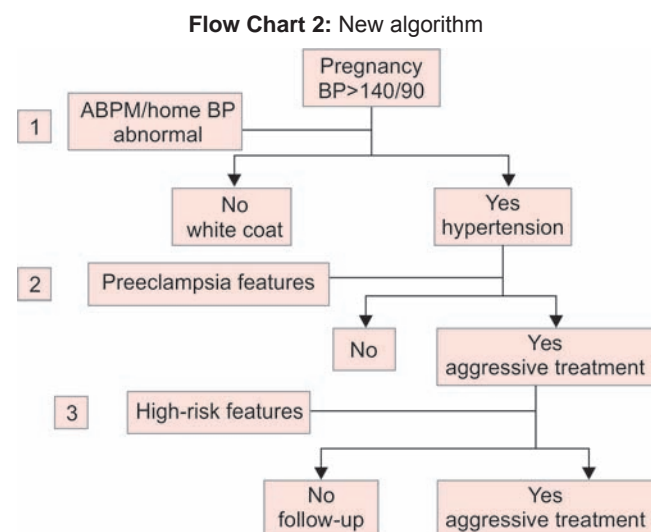 Flow Chart 2: New algorithm
Pregnancy
BP>140/90
ABPM/home BP
abnormal
1
No
white coat
Yes
hypertension
Preeclampsia features
2
No
Yes
aggressive treatment
3
High-risk features
No
follow-up
Yes
aggressive treatment